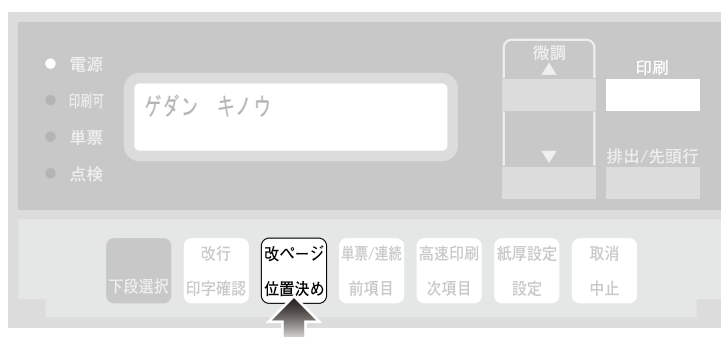 電源
印刷可
単票
点検
ゲダン キノウ
微調
▲
▼
印刷
排出/先頭行
下段選択
改行
印字確認
改ページ
位置決め
単票/連続
前項目
高速印刷
次項目
紙厚設定
設定
取消
中止